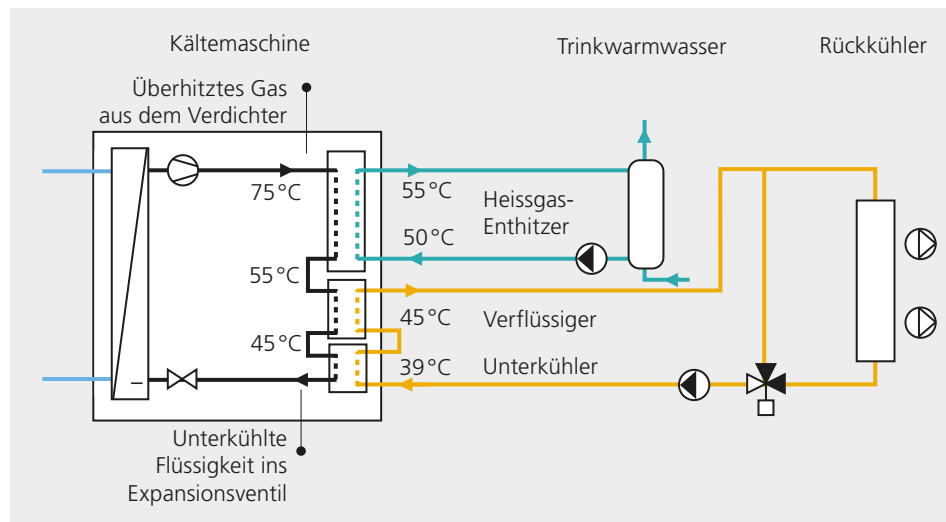 Kältemaschine
Trinkwarmwasser
Rückkühler
Überhitztes Gas
aus dem Verdichter
75 °C
55 °C
Heissgas-
Enthitzer
50 °C
55 °C
45 °C
Verflüssiger
45 °C
39 °C
Unterkühler
Unterkühlte
Flüssigkeit ins
Expansionsventil